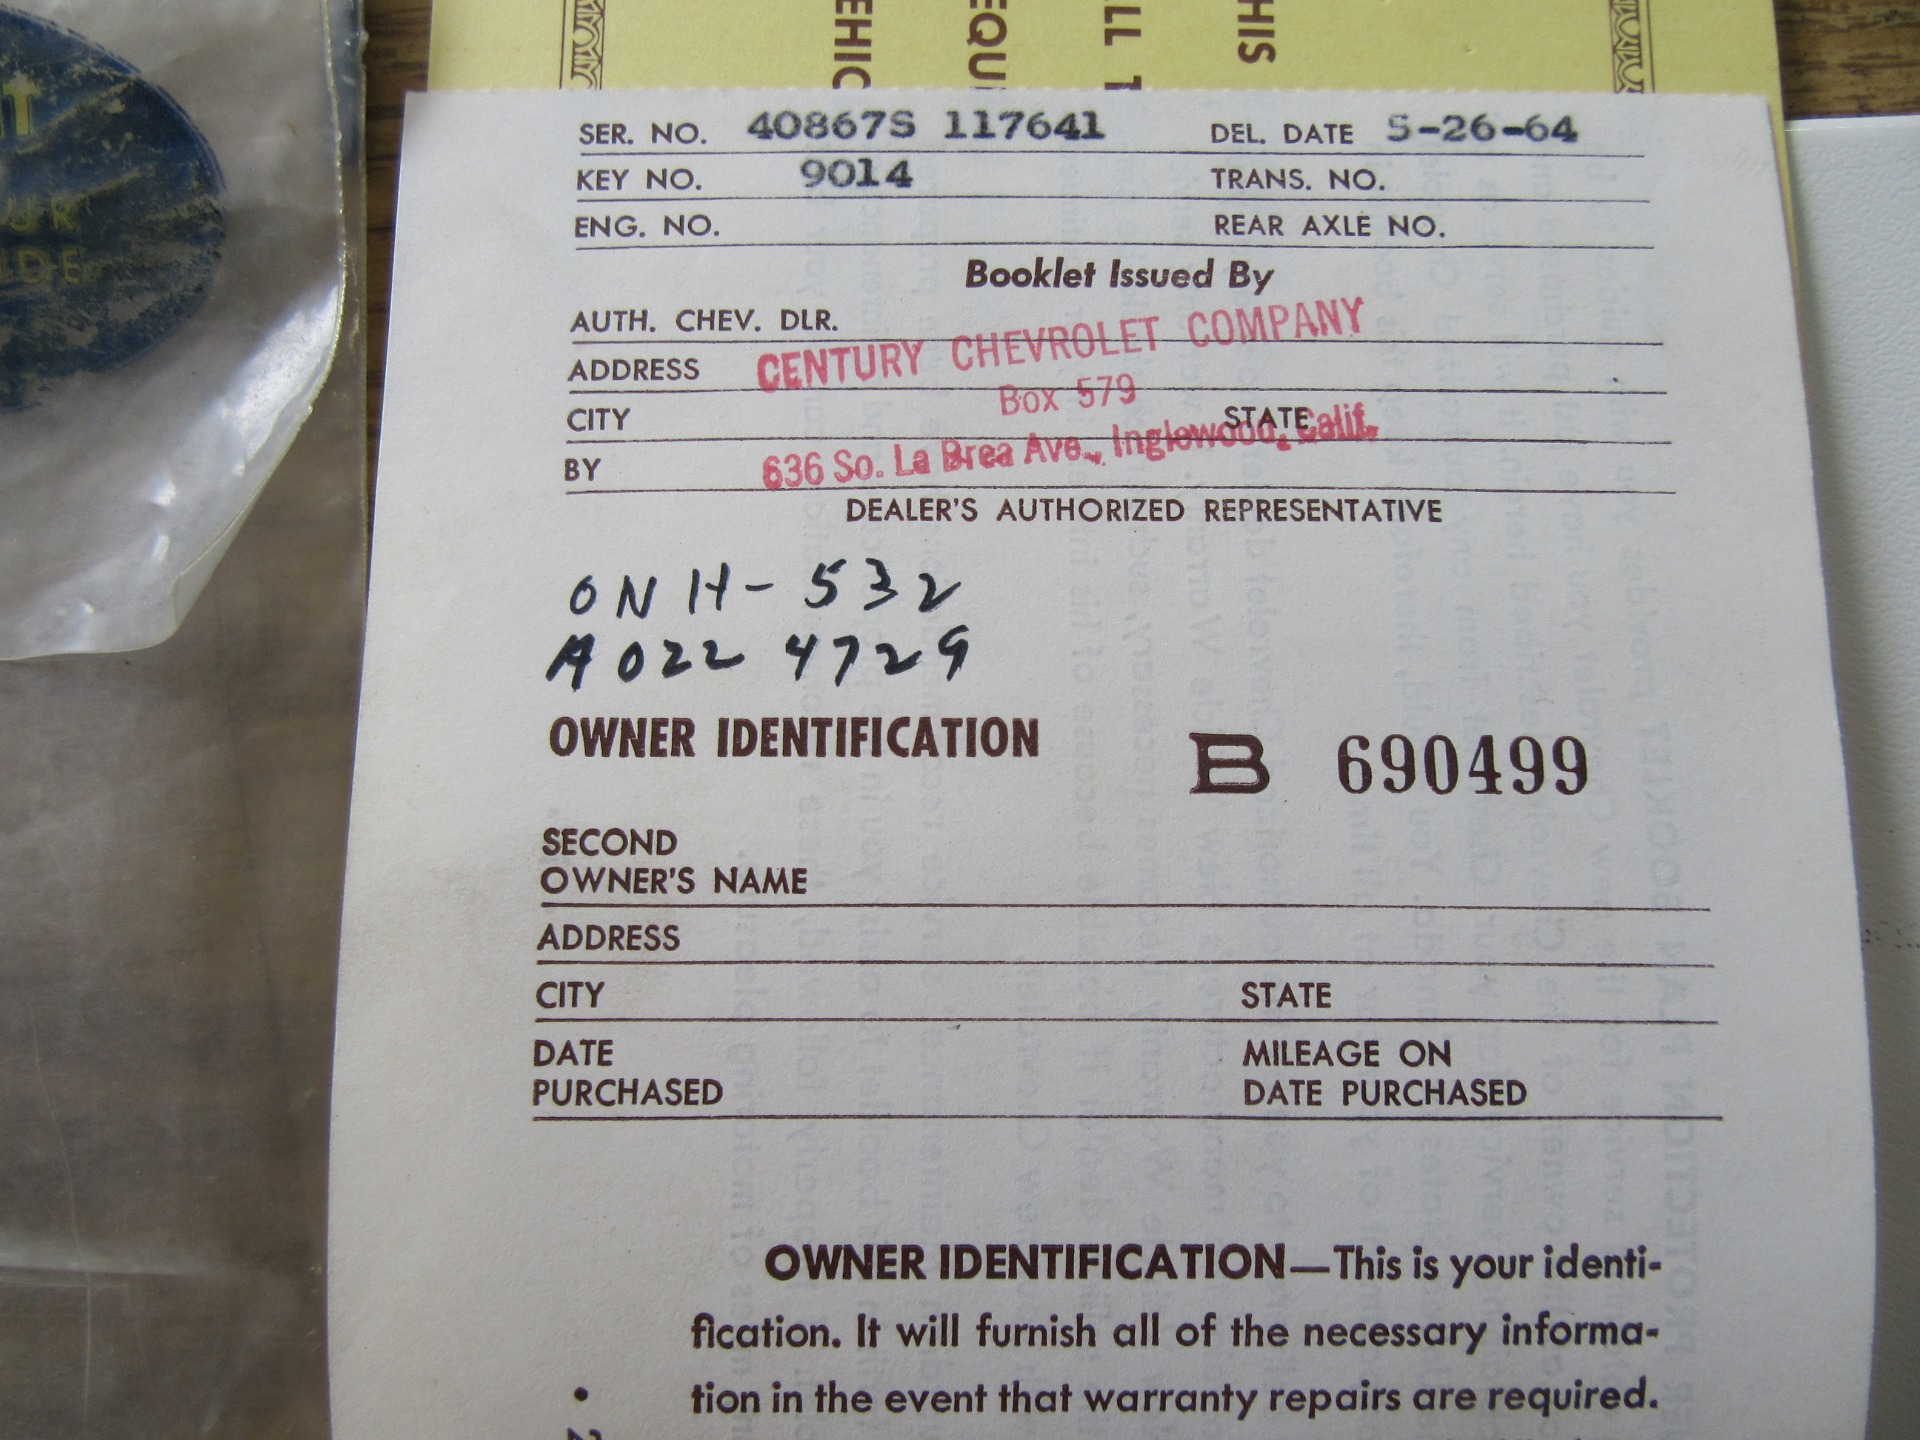 HIS
SER. NO. 40867S 117641 DEL. DATE 5-26-64
KEY NO. 9014 TRANS. NO.
ENG. NO. REAR AXLE NO.
Booklet Issued By
AUTH. CHEV. DLR.
CENTURY CHEVROLET COMPANY
ADDRESS
Box 579
CITY STATE
636 So. La Brea Ave., Inglewood, Calif.
BY
DEALER'S AUTHORIZED REPRESENTATIVE
ONH-532
A022 4729
OWNER IDENTIFICATION B 690499
SECOND
OWNER'S NAME
ADDRESS
CITY STATE
DATE MILEAGE ON
PURCHASED DATE PURCHASED
OWNER IDENTIFICATION—This is your identi-
fication. It will furnish all of the necessary informa-
tion in the event that warranty repairs are required.